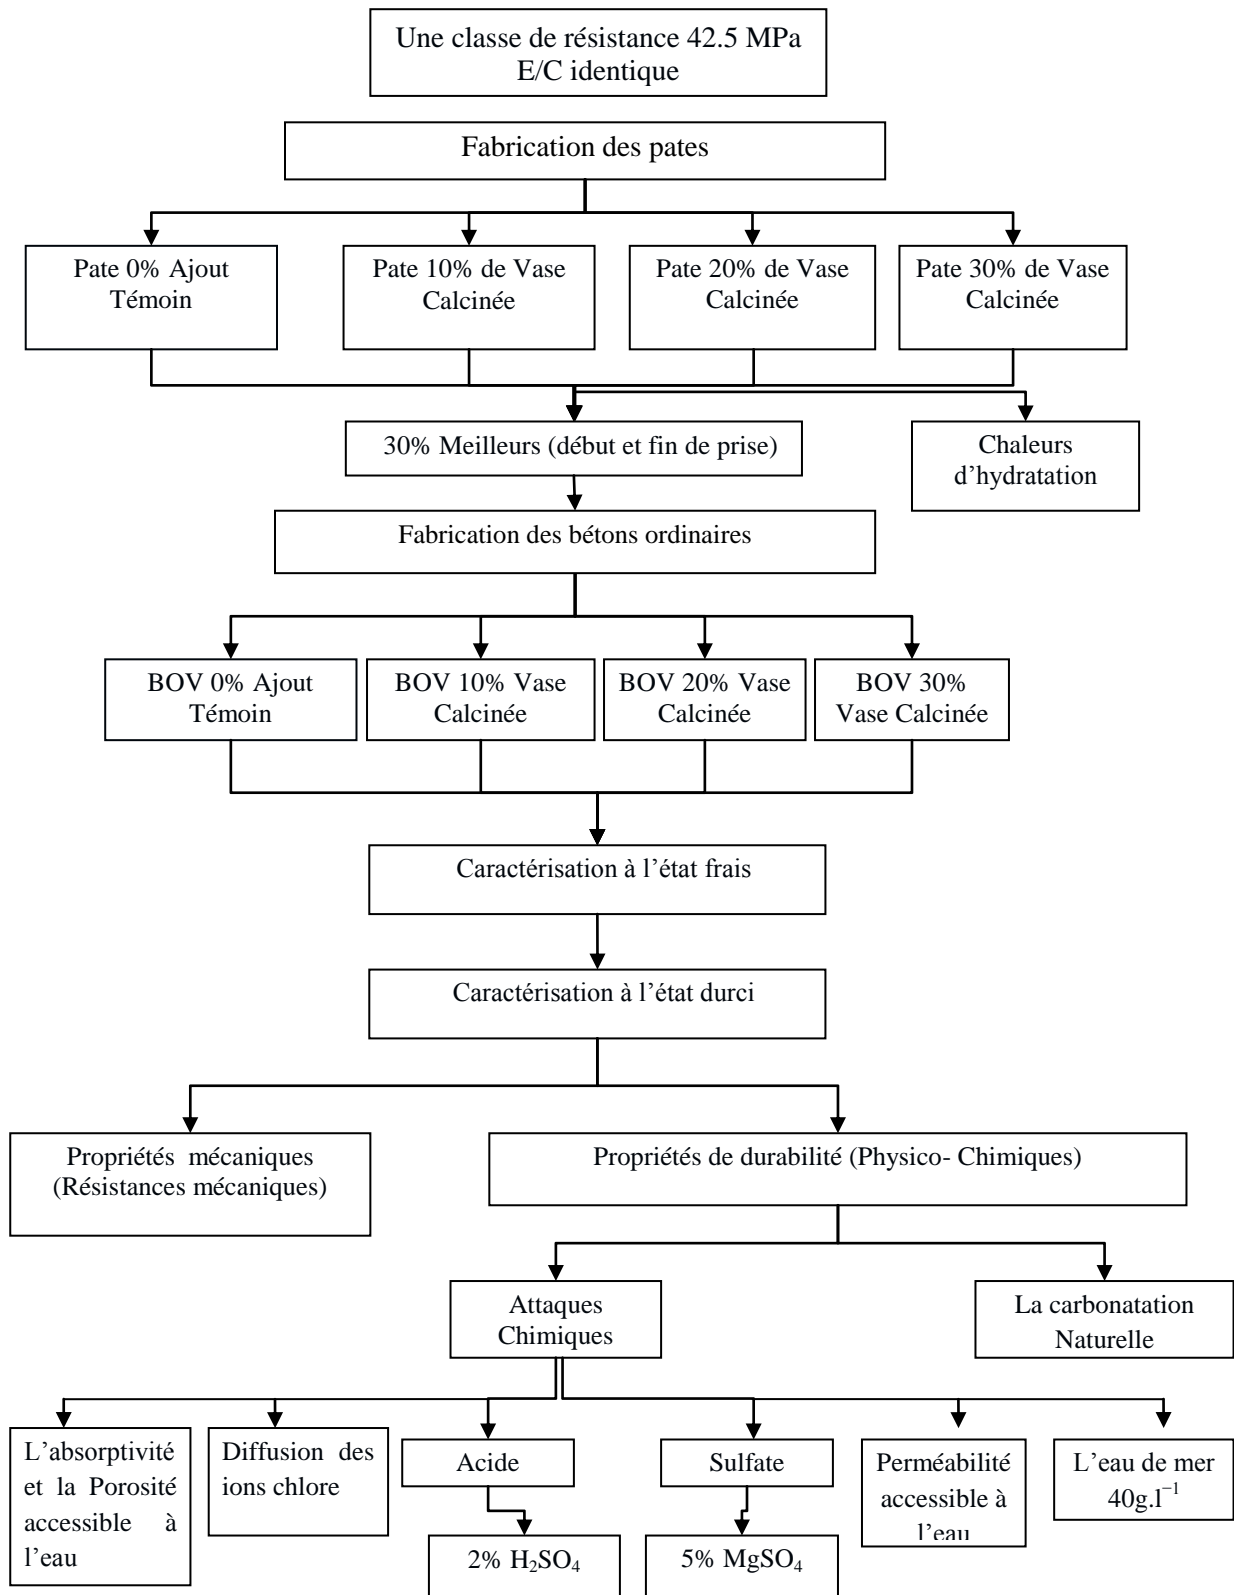 Une classe de résistance 42.5 MPa
E/C identique
Fabrication des pates
Pate 0% Ajout
Témoin
Pate 10% de Vase
Calcinée
Pate 20% de Vase
Calcinée
Pate 30% de Vase
Calcinée
30% Meilleurs (début et fin de prise)
Chaleurs
d’hydratation
Fabrication des bétons ordinaires
BOV 0% Ajout
Témoin
BOV 10% Vase
Calcinée
BOV 20% Vase
Calcinée
BOV 30%
Vase Calcinée
Caractérisation à l’état frais
Caractérisation à l’état durci
Propriétés mécaniques
(Résistances mécaniques)
Propriétés de durabilité (Physico- Chimiques)
Attaques
Chimiques
La carbonatation
Naturelle
L’absorptivité
et la Porosité
accessible à
l’eau
Diffusion des
ions chlore
Acide
Sulfate
Perméabilité
accessible à
l’eau
L’eau de mer
40g.l⁻¹
2% H₂SO₄
5% MgSO₄